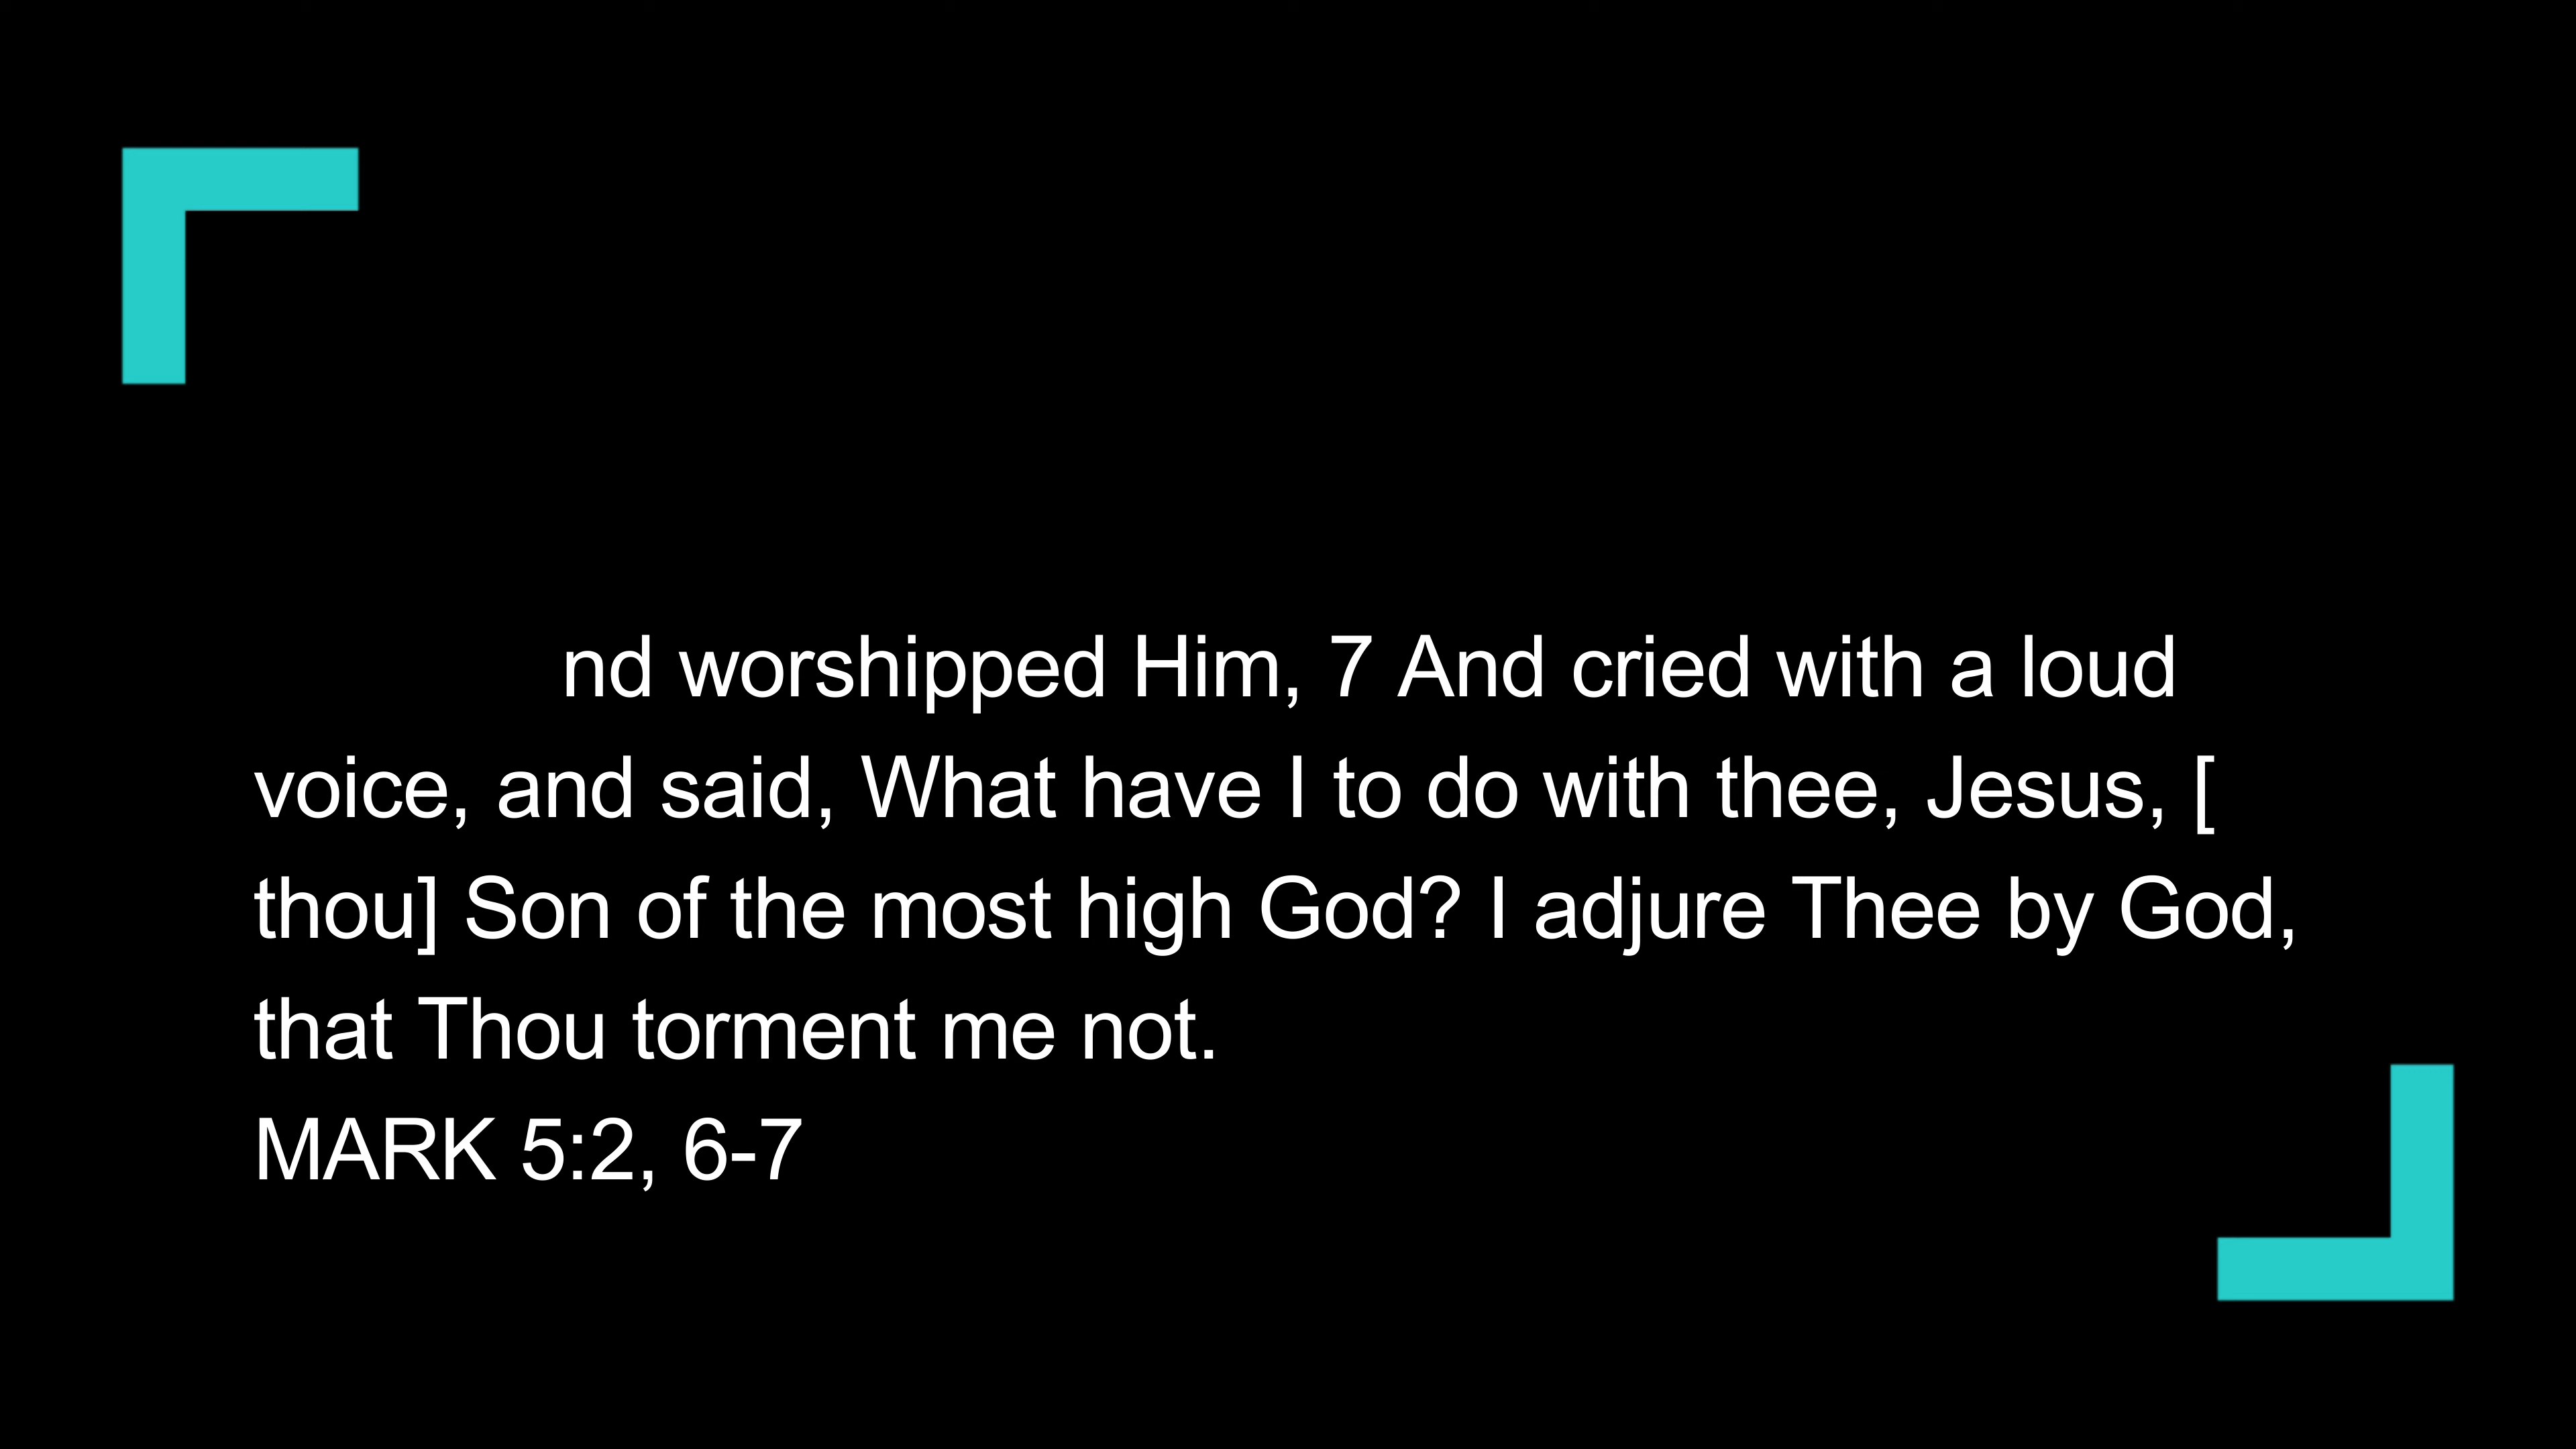 nd worshipped Him, 7 And cried with a loud
voice, and said, What have I to do with thee, Jesus, [
thou] Son of the most high God? I adjure Thee by God,
that Thou torment me not.
MARK 5:2, 6-7